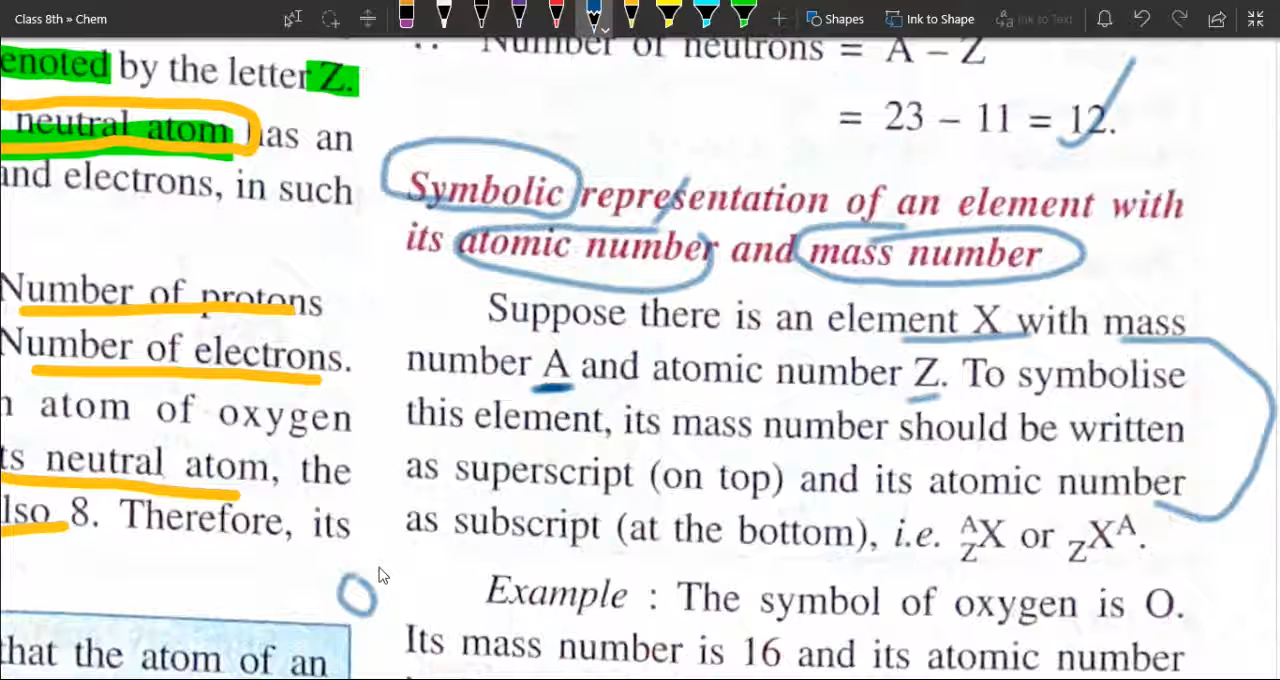 Class 8th » Chem
Shapes
Ink to Shape
Ink to Text
enoted by the letter Z.
neutral atom has an
and electrons, in such
Number of protons
Number of electrons.
n atom of oxygen
ts neutral atom, the
lso 8. Therefore, its
that the atom of an
∴ Number of neutrons = A – Z
= 23 – 11 = 12.
Symbolic representation of an element with
its atomic number and mass number
Suppose there is an element X with mass
number A and atomic number Z. To symbolise
this element, its mass number should be written
as superscript (on top) and its atomic number
as subscript (at the bottom), i.e. ᴬ_ZX or _ZXᴬ.
Example : The symbol of oxygen is O.
Its mass number is 16 and its atomic number